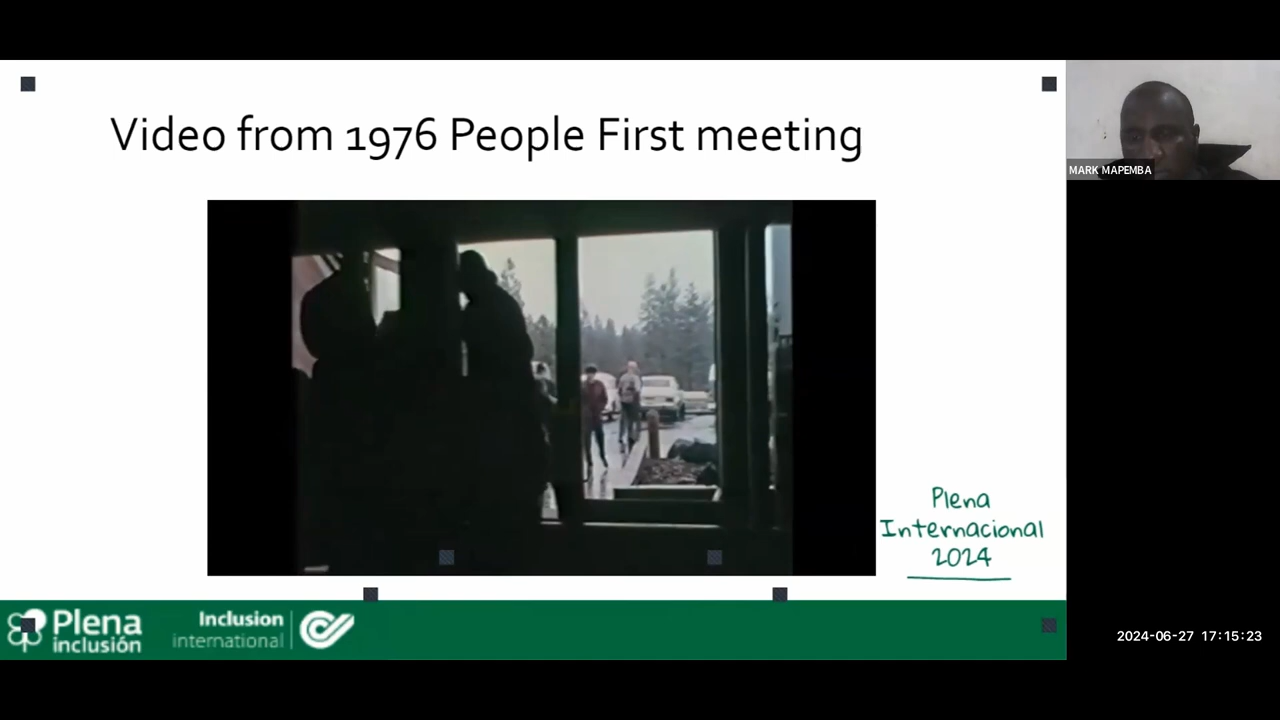 Video from 1976 People First meeting
MARK MAPEMBA
Plena
Internacional
2024
Plena
inclusión
Inclusion
international
2024-06-27 17:15:23